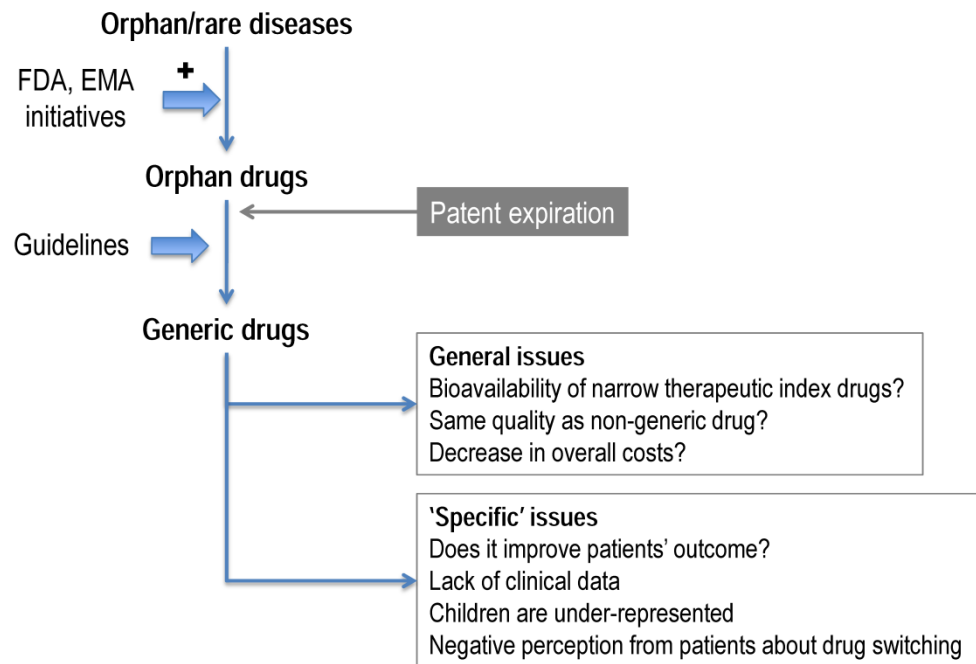 Orphan/rare diseases
+
FDA, EMA
initiatives
Orphan drugs
Patent expiration
Guidelines
Generic drugs
General issues
Bioavailability of narrow therapeutic index drugs?
Same quality as non-generic drug?
Decrease in overall costs?
‘Specific’ issues
Does it improve patients’ outcome?
Lack of clinical data
Children are under-represented
Negative perception from patients about drug switching